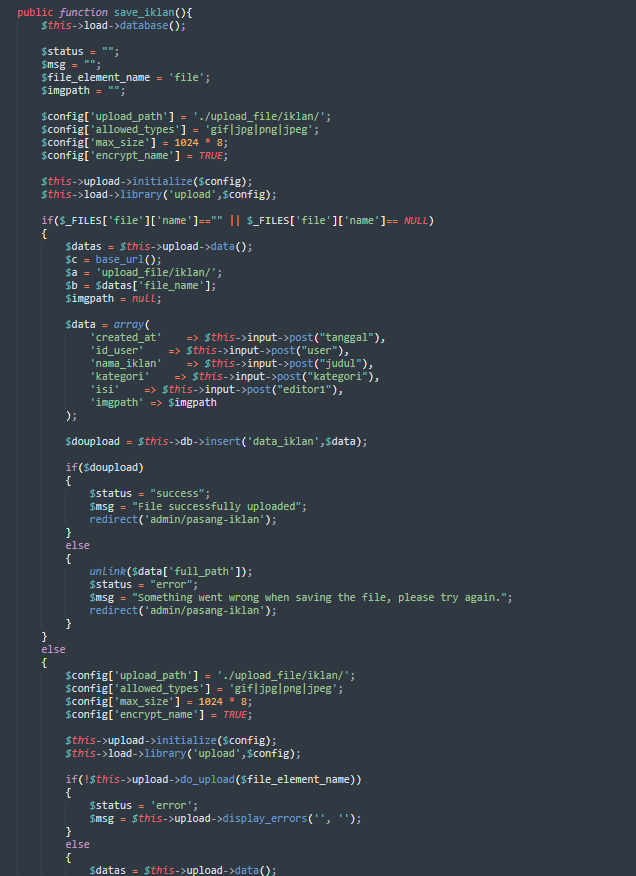 public function save_iklan(){
$this->load->database();
$status = "";
$msg = "";
$file_element_name = 'file';
$imgpath = "";
$config['upload_path'] = './upload_file/iklan/';
$config['allowed_types'] = 'gif|jpg|png|jpeg';
$config['max_size'] = 1024 * 8;
$config['encrypt_name'] = TRUE;
$this->upload->initialize($config);
$this->load->library('upload',$config);
if($_FILES['file']['name']=="" || $_FILES['file']['name']== NULL)
{
$datas = $this->upload->data();
$c = base_url();
$a = 'upload_file/iklan/';
$b = $datas['file_name'];
$imgpath = null;
$data = array(
'created_at' => $this->input->post("tanggal"),
'id_user' => $this->input->post("user"),
'nama_iklan' => $this->input->post("judul"),
'kategori' => $this->input->post("kategori"),
'isi' => $this->input->post("editor1"),
'imgpath' => $imgpath
);
$doupload = $this->db->insert('data_iklan',$data);
if($doupload)
{
$status = "success";
$msg = "File successfully uploaded";
redirect('admin/pasang-iklan');
}
else
{
unlink($data['full_path']);
$status = "error";
$msg = "Something went wrong when saving the file, please try again.";
redirect('admin/pasang-iklan');
}
}
else
{
$config['upload_path'] = './upload_file/iklan/';
$config['allowed_types'] = 'gif|jpg|png|jpeg';
$config['max_size'] = 1024 * 8;
$config['encrypt_name'] = TRUE;
$this->upload->initialize($config);
$this->load->library('upload',$config);
if(!$this->upload->do_upload($file_element_name))
{
$status = 'error';
$msg = $this->upload->display_errors('', '');
}
else
{
$datas = $this->upload->data();